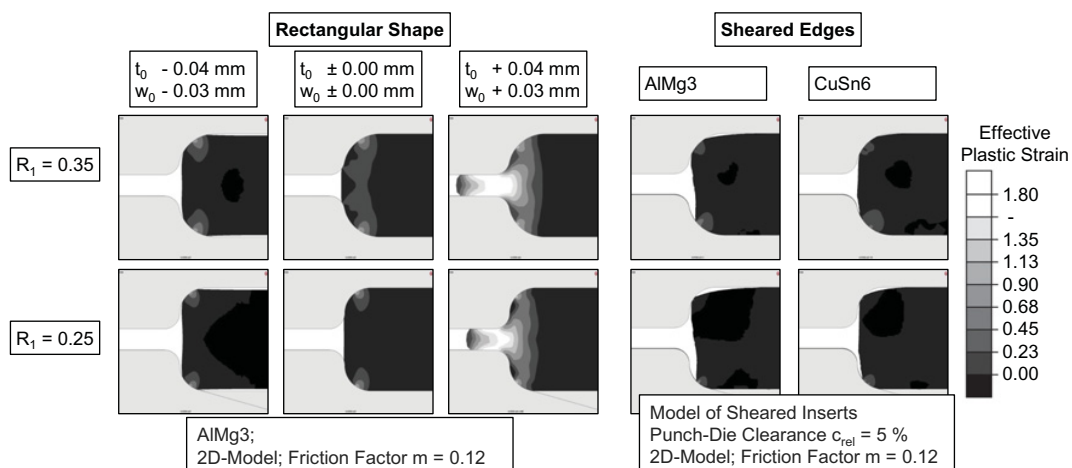 Rectangular Shape
Sheared Edges
t0 - 0.04 mm
w0 - 0.03 mm
t0 ± 0.00 mm
w0 ± 0.00 mm
t0 + 0.04 mm
w0 + 0.03 mm
AlMg3
CuSn6
R1 = 0.35
R1 = 0.25
Effective
Plastic Strain
1.80
-
1.35
1.13
0.90
0.68
0.45
0.23
0.00
AlMg3;
2D-Model; Friction Factor m = 0.12
Model of Sheared Inserts
Punch-Die Clearance crel = 5 %
2D-Model; Friction Factor m = 0.12